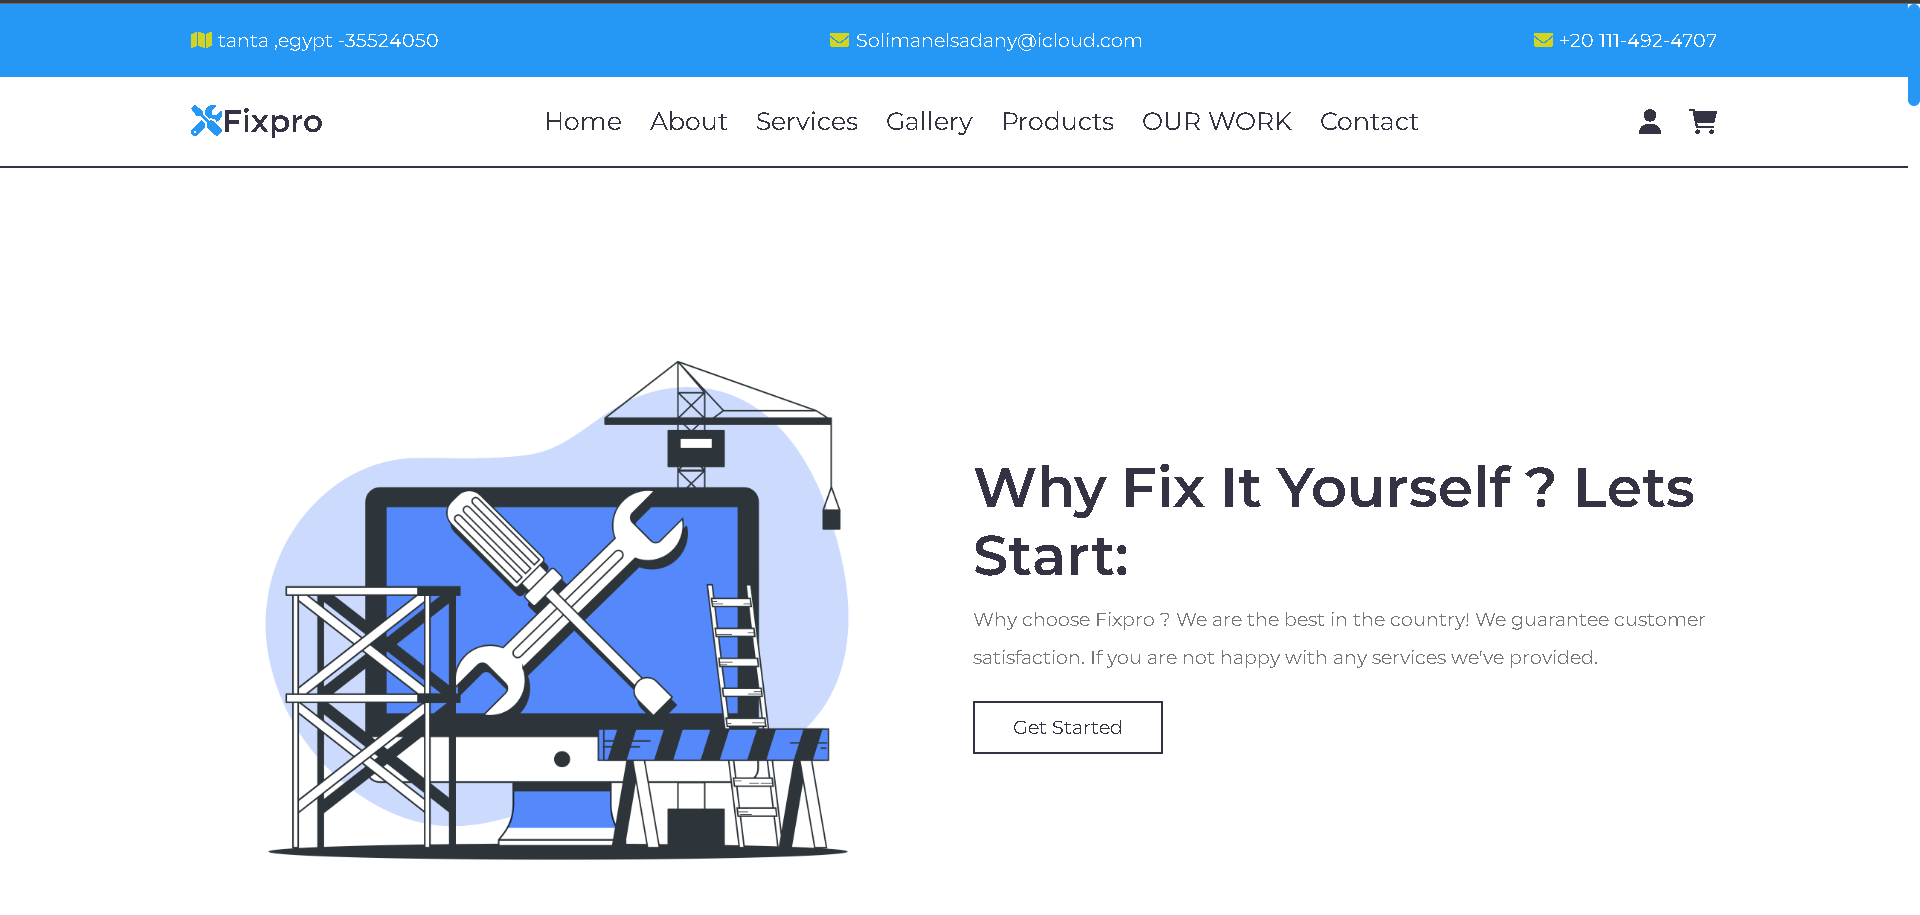 tanta ,egypt -35524050
Solimanelsadany@icloud.com
+20 111-492-4707
Fixpro
Home
About
Services
Gallery
Products
OUR WORK
Contact
Why Fix It Yourself ? Lets
Start:
Why choose Fixpro ? We are the best in the country! We guarantee customer
satisfaction. If you are not happy with any services we've provided.
Get Started